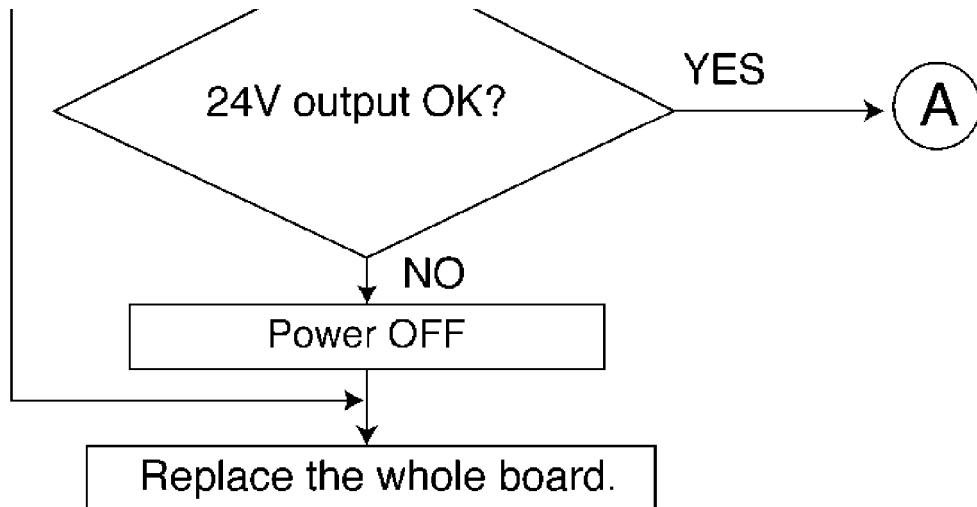 24V output OK?
YES
A
NO
Power OFF
Replace the whole board.